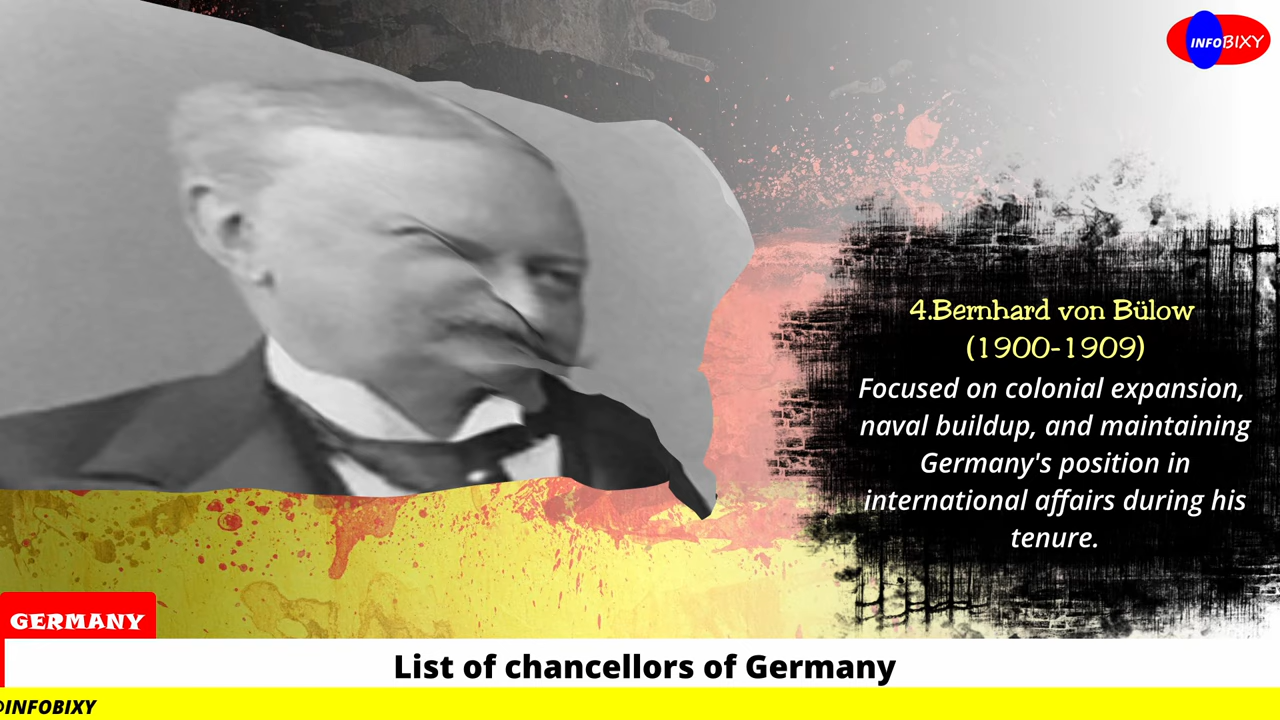 INFOBIXY
4.Bernhard von Bülow
(1900-1909)
Focused on colonial expansion,
naval buildup, and maintaining
Germany's position in
international affairs during his
tenure.
GERMANY
List of chancellors of Germany
@INFOBIXY